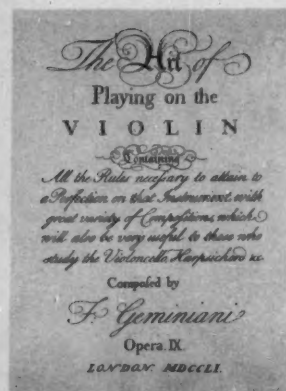 The Art of
Playing on the
VIOLIN
Containing
All the Rules necessary to attain to
a Perfection on that Instrument, with
great variety of Compositions, which
will also be very useful to those who
study the Violoncello, Harpsichord &c.
Composed by
F. Geminiani
Opera IX.
LONDON. MDCCLI.